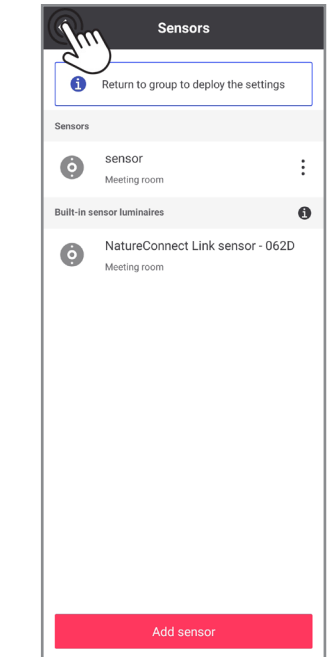 Sensors
Return to group to deploy the settings
Sensors
sensor
Meeting room
Built-in sensor luminaires
NatureConnect Link sensor - 062D
Meeting room
Add sensor